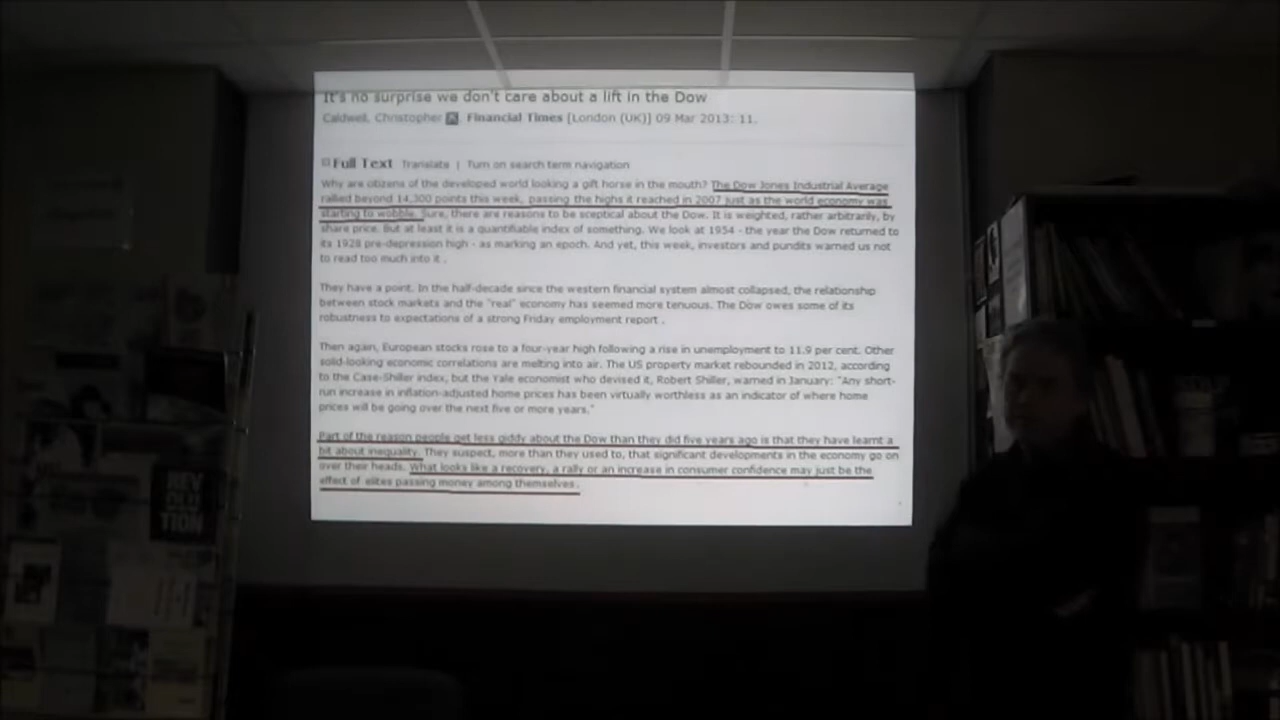 It's no surprise we don't care about a lift in the Dow
Caldwell, Christopher. Financial Times [London (UK)] 09 Mar 2013: 11.
Full Text Translate | Turn on search term navigation
Why are citizens of the developed world looking a gift horse in the mouth? The Dow Jones Industrial Average
rallied beyond 14,300 points this week, passing the highs it reached in 2007 just as the world economy was
starting to wobble. Sure, there are reasons to be sceptical about the Dow. It is weighted, rather arbitrarily, by
share price. But at least it is a quantifiable index of something. We look at 1954 - the year the Dow returned to
its 1928 pre-depression high - as marking an epoch. And yet, this week, investors and pundits warned us not
to read too much into it .
They have a point. In the half-decade since the western financial system almost collapsed, the relationship
between stock markets and the "real" economy has seemed more tenuous. The Dow owes some of its
robustness to expectations of a strong Friday employment report .
Then again, European stocks rose to a four-year high following a rise in unemployment to 11.9 per cent. Other
solid-looking economic correlations are melting into air. The US property market rebounded in 2012, according
to the Case-Shiller index, but the Yale economist who devised it, Robert Shiller, warned in January: "Any short-
run increase in inflation-adjusted home prices has been virtually worthless as an indicator of where home
prices will be going over the next five or more years."
Part of the reason people get less giddy about the Dow than they did five years ago is that they have learnt a
bit about inequality. They suspect, more than they used to, that significant developments in the economy go on
over their heads. What looks like a recovery, a rally or an increase in consumer confidence may just be the
effect of elites passing money among themselves.
REV
OLU
TION